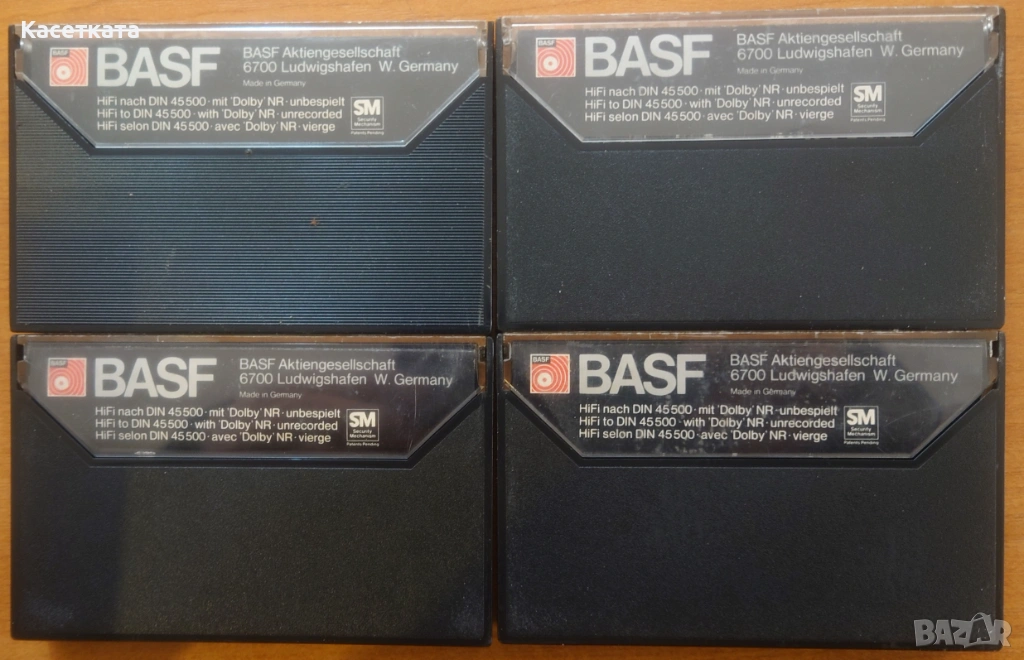 Касетката
BASF
BASF
BASF Aktiengesellschaft
6700 Ludwigshafen W. Germany
Made in Germany
HiFi nach DIN 45500 · mit 'Dolby' NR · unbespielt
HiFi to DIN 45500 · with 'Dolby' NR · unrecorded
HiFi selon DIN 45500 · avec 'Dolby' NR · vierge
SM
Security
Mechanism
Patents Pending
BASF
BASF
BASF Aktiengesellschaft
6700 Ludwigshafen W. Germany
Made in Germany
HiFi nach DIN 45500 · mit 'Dolby' NR · unbespielt
HiFi to DIN 45500 · with 'Dolby' NR · unrecorded
HiFi selon DIN 45500 · avec 'Dolby' NR · vierge
SM
Security
Mechanism
Patents Pending
BASF
BASF
BASF Aktiengesellschaft
6700 Ludwigshafen W. Germany
Made in Germany
HiFi nach DIN 45500 · mit 'Dolby' NR · unbespielt
HiFi to DIN 45500 · with 'Dolby' NR · unrecorded
HiFi selon DIN 45500 · avec 'Dolby' NR · vierge
SM
Security
Mechanism
Patents Pending
BASF
BASF
BASF Aktiengesellschaft
6700 Ludwigshafen W. Germany
Made in Germany
HiFi nach DIN 45500 · mit 'Dolby' NR · unbespielt
HiFi to DIN 45500 · with 'Dolby' NR · unrecorded
HiFi selon DIN 45500 · avec 'Dolby' NR · vierge
SM
Security
Mechanism
Patents Pending
BAZAR